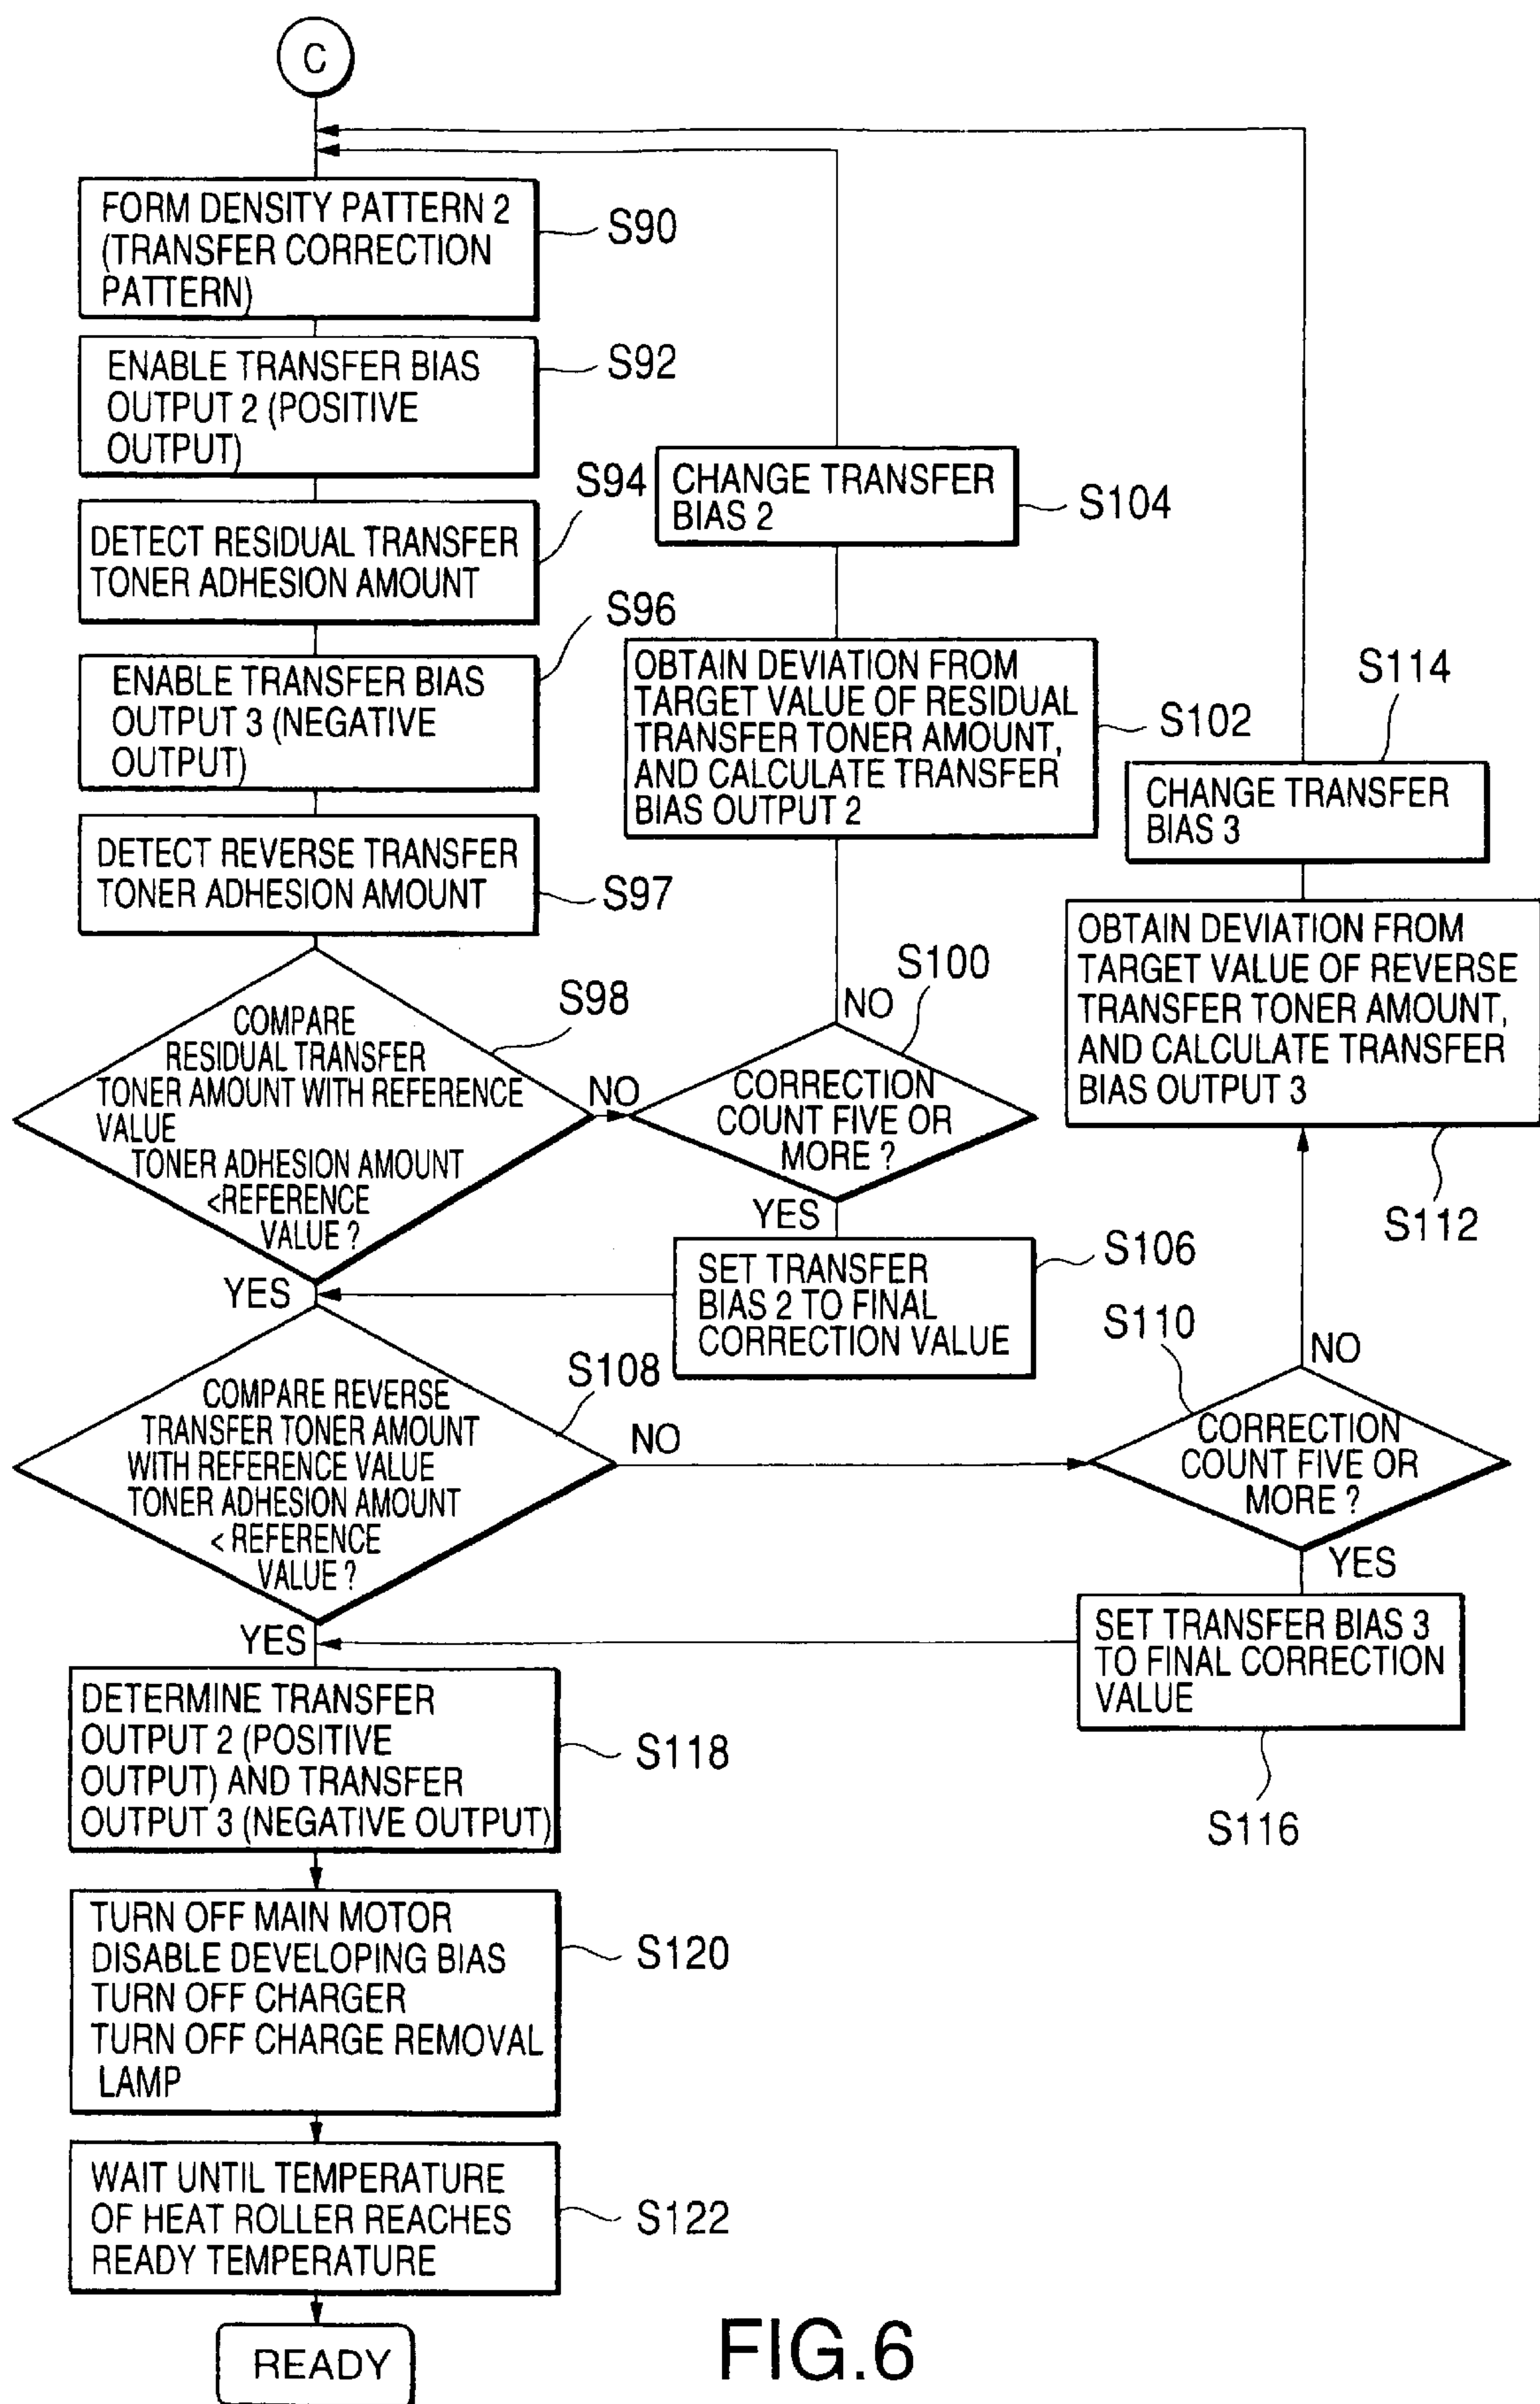 C
FORM DENSITY PATTERN 2
(TRANSFER CORRECTION
PATTERN)
S90
ENABLE TRANSFER BIAS
OUTPUT 2 (POSITIVE
OUTPUT)
S92
DETECT RESIDUAL TRANSFER
TONER ADHESION AMOUNT
S94
ENABLE TRANSFER BIAS
OUTPUT 3 (NEGATIVE
OUTPUT)
S96
DETECT REVERSE TRANSFER
TONER ADHESION AMOUNT
S97
COMPARE
RESIDUAL TRANSFER
TONER AMOUNT WITH REFERENCE
VALUE
TONER ADHESION AMOUNT
<REFERENCE
VALUE ?
S98
NO
YES
CORRECTION
COUNT FIVE OR
MORE ?
S100
NO
YES
OBTAIN DEVIATION FROM
TARGET VALUE OF RESIDUAL
TRANSFER TONER AMOUNT,
AND CALCULATE TRANSFER
BIAS OUTPUT 2
S102
CHANGE TRANSFER
BIAS 2
S104
SET TRANSFER
BIAS 2 TO FINAL
CORRECTION VALUE
S106
COMPARE REVERSE
TRANSFER TONER AMOUNT
WITH REFERENCE VALUE
TONER ADHESION AMOUNT
< REFERENCE
VALUE ?
S108
NO
YES
CORRECTION
COUNT FIVE OR
MORE ?
S110
NO
YES
OBTAIN DEVIATION FROM
TARGET VALUE OF REVERSE
TRANSFER TONER AMOUNT,
AND CALCULATE TRANSFER
BIAS OUTPUT 3
S112
CHANGE TRANSFER
BIAS 3
S114
SET TRANSFER BIAS 3
TO FINAL CORRECTION
VALUE
S116
DETERMINE TRANSFER
OUTPUT 2 (POSITIVE
OUTPUT) AND TRANSFER
OUTPUT 3 (NEGATIVE OUTPUT)
S118
TURN OFF MAIN MOTOR
DISABLE DEVELOPING BIAS
TURN OFF CHARGER
TURN OFF CHARGE REMOVAL
LAMP
S120
WAIT UNTIL TEMPERATURE
OF HEAT ROLLER REACHES
READY TEMPERATURE
S122
READY
FIG.6